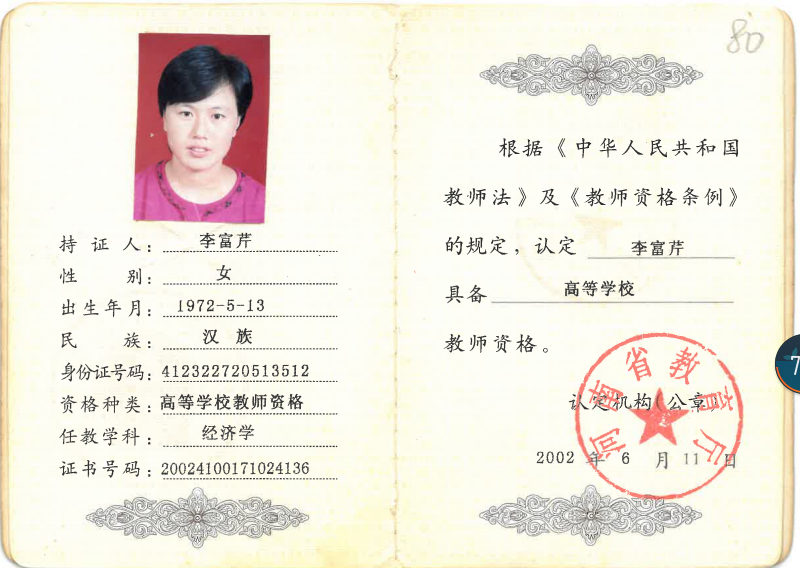 80
持证人：李富芹
性别：女
出生年月：1972-5-13
民族：汉 族
身份证号码：412322720513512
资格种类：高等学校教师资格
任教学科：经济学
证书号码：20024100171024136
根据《中华人民共和国
教师法》及《教师资格条例》
的规定，认定 李富芹
具备 高等学校
教师资格。
河南省教育厅
认定机构（公章）
2002 年 6 月 11 日
7